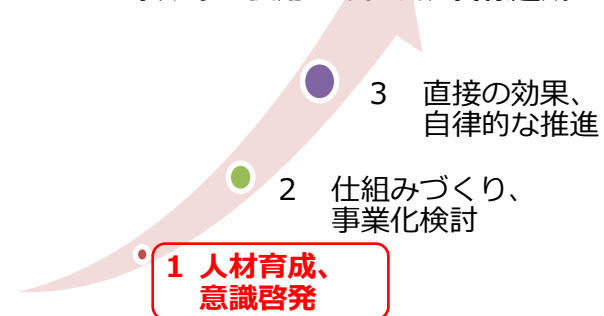 3 直接の効果、
自律的な推進
2 仕組みづくり、
事業化検討
1 人材育成、
意識啓発